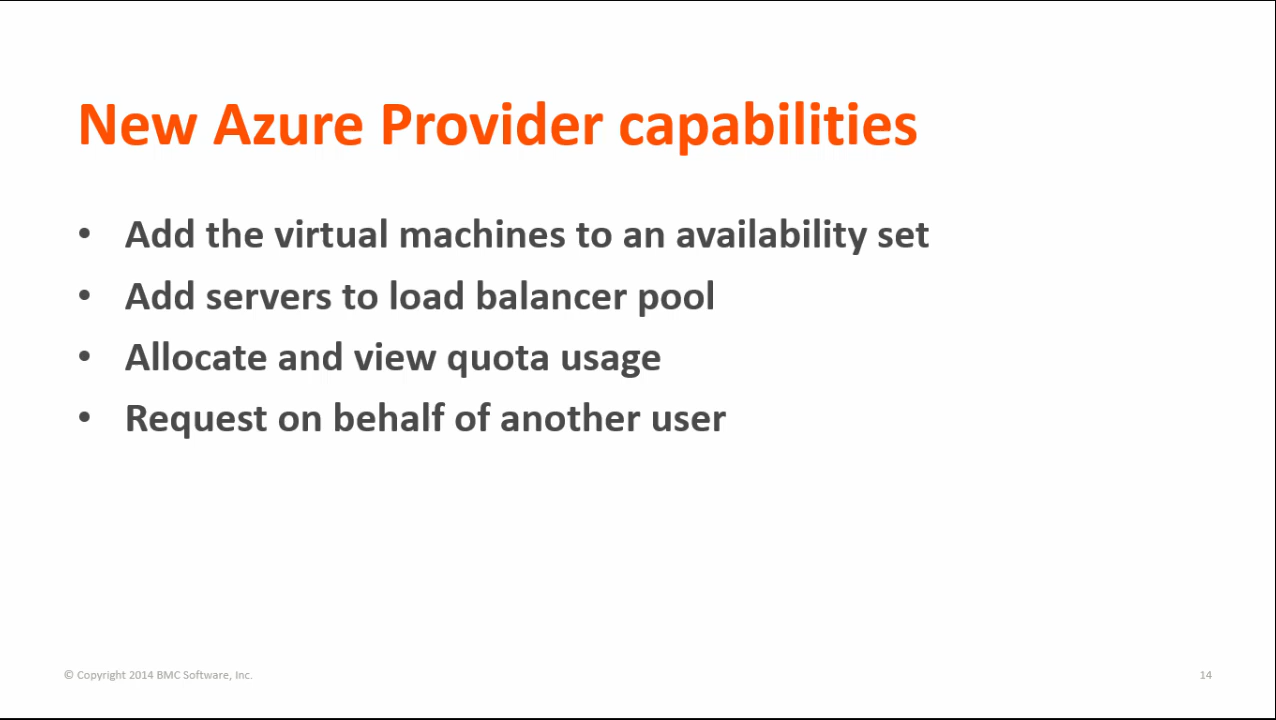 New Azure Provider capabilities
• Add the virtual machines to an availability set
• Add servers to load balancer pool
• Allocate and view quota usage
• Request on behalf of another user
© Copyright 2014 BMC Software, Inc.
14